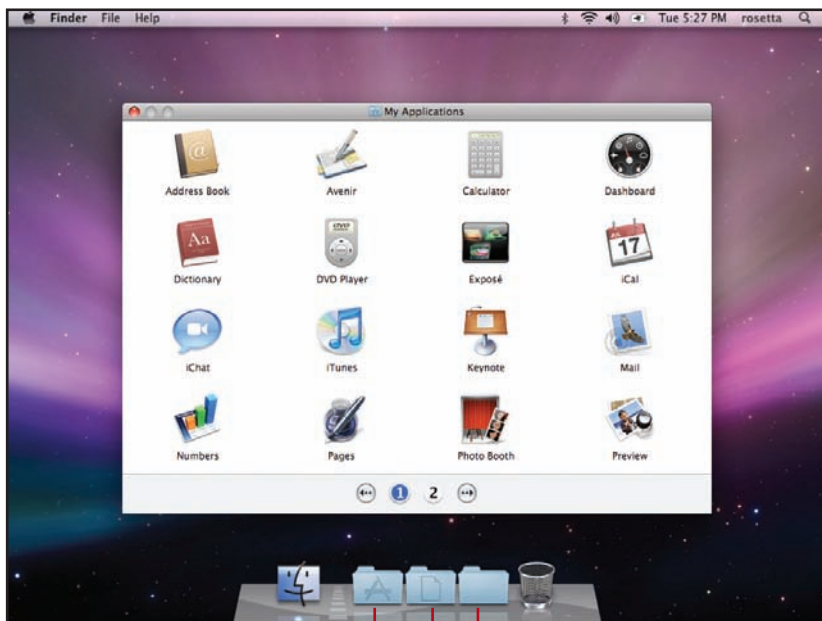 Finder File Help Tue 5:27 PM rosetta
My Applications
Address Book Avenir Calculator Dashboard
Dictionary DVD Player Exposé iCal
iChat iTunes Keynote Mail
Numbers Pages Photo Booth Preview
1 2